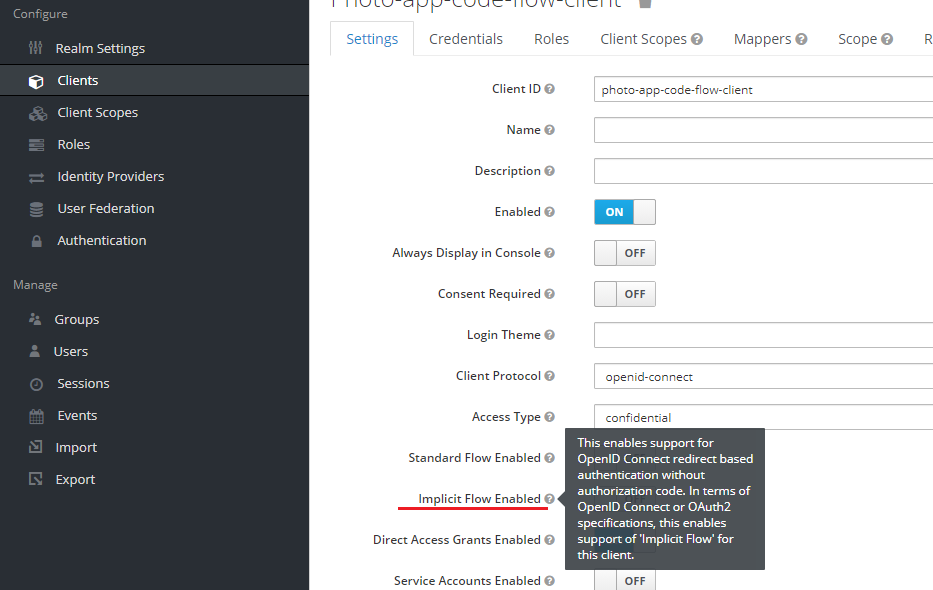 Configure
Realm Settings
Clients
Client Scopes
Roles
Identity Providers
User Federation
Authentication
Manage
Groups
Users
Sessions
Events
Import
Export
Photo-app-code-flow-client
Settings Credentials Roles Client Scopes Mappers Scope R
Client ID photo-app-code-flow-client
Name
Description
Enabled ON
Always Display in Console OFF
Consent Required OFF
Login Theme
Client Protocol openid-connect
Access Type confidential
Standard Flow Enabled
Implicit Flow Enabled
Direct Access Grants Enabled
Service Accounts Enabled OFF
This enables support for
OpenID Connect redirect based
authentication without
authorization code. In terms of
OpenID Connect or OAuth2
specifications, this enables
support of 'Implicit Flow' for
this client.